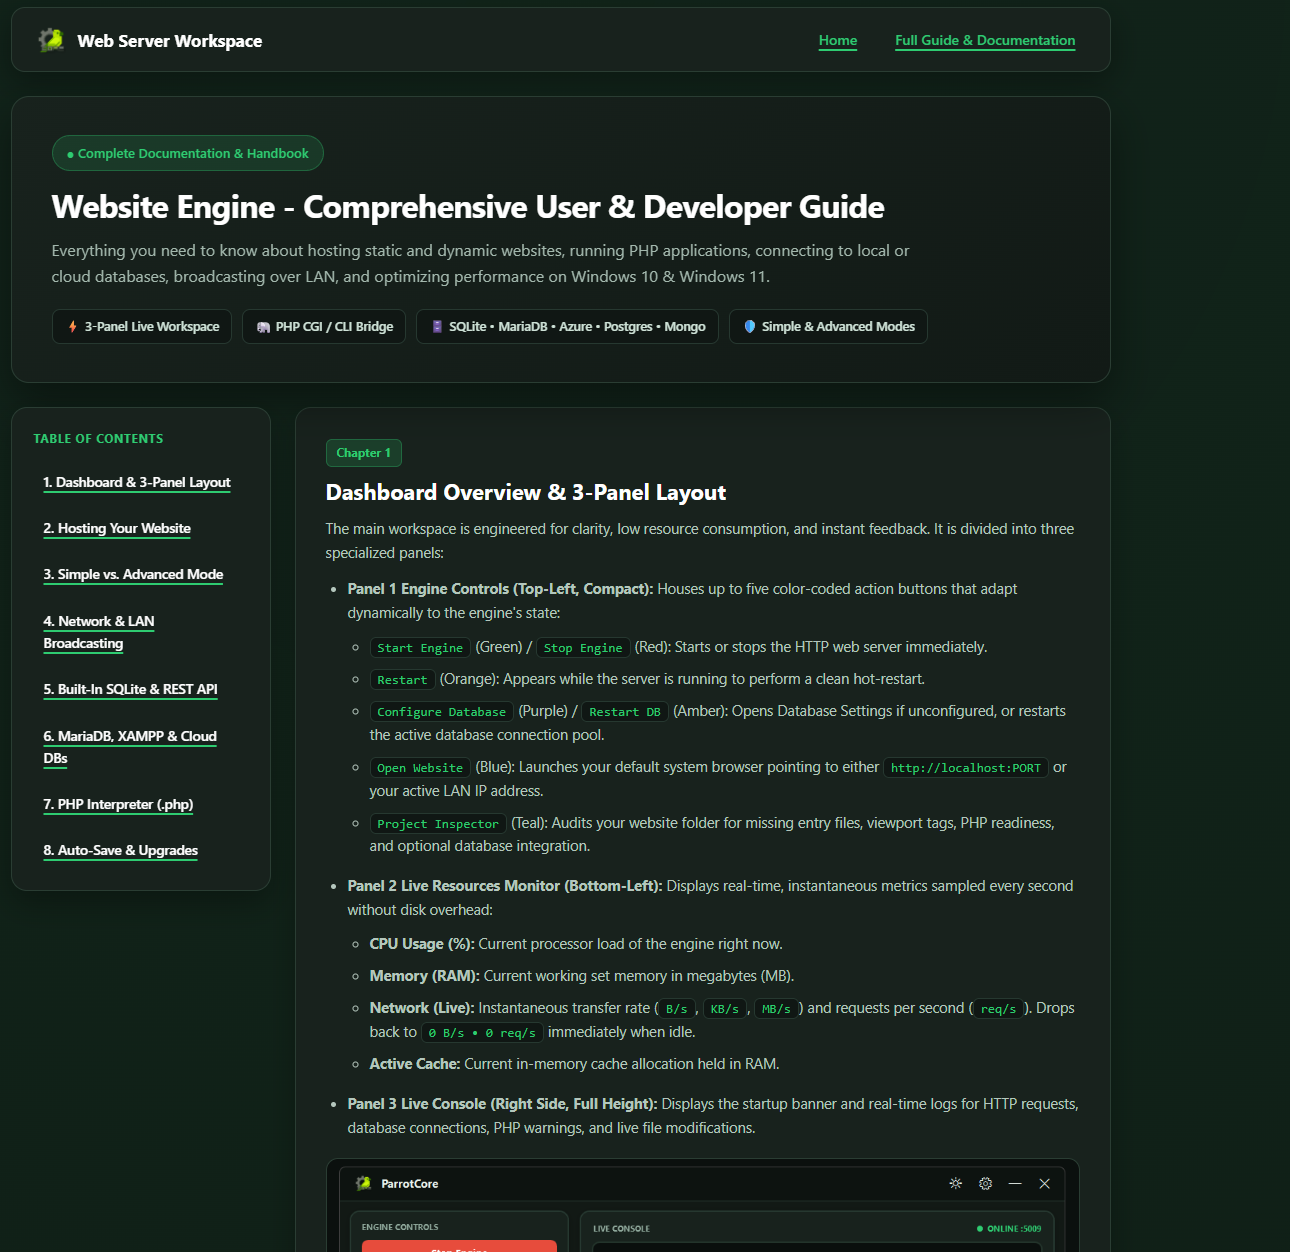 Web Server Workspace
Home
Full Guide & Documentation
● Complete Documentation & Handbook
Website Engine - Comprehensive User & Developer Guide
Everything you need to know about hosting static and dynamic websites, running PHP applications, connecting to local or
cloud databases, broadcasting over LAN, and optimizing performance on Windows 10 & Windows 11.
3-Panel Live Workspace
PHP CGI / CLI Bridge
SQLite • MariaDB • Azure • Postgres • Mongo
Simple & Advanced Modes
TABLE OF CONTENTS
1. Dashboard & 3-Panel Layout
2. Hosting Your Website
3. Simple vs. Advanced Mode
4. Network & LAN
Broadcasting
5. Built-In SQLite & REST API
6. MariaDB, XAMPP & Cloud
DBs
7. PHP Interpreter (.php)
8. Auto-Save & Upgrades
Chapter 1
Dashboard Overview & 3-Panel Layout
The main workspace is engineered for clarity, low resource consumption, and instant feedback. It is divided into three
specialized panels:
• Panel 1 Engine Controls (Top-Left, Compact): Houses up to five color-coded action buttons that adapt
dynamically to the engine's state:
◦ Start Engine (Green) / Stop Engine (Red): Starts or stops the HTTP web server immediately.
◦ Restart (Orange): Appears while the server is running to perform a clean hot-restart.
◦ Configure Database (Purple) / Restart DB (Amber): Opens Database Settings if unconfigured, or restarts
the active database connection pool.
◦ Open Website (Blue): Launches your default system browser pointing to either http://localhost:PORT or
your active LAN IP address.
◦ Project Inspector (Teal): Audits your website folder for missing entry files, viewport tags, PHP readiness,
and optional database integration.
• Panel 2 Live Resources Monitor (Bottom-Left): Displays real-time, instantaneous metrics sampled every second
without disk overhead:
◦ CPU Usage (%): Current processor load of the engine right now.
◦ Memory (RAM): Current working set memory in megabytes (MB).
◦ Network (Live): Instantaneous transfer rate (B/s, KB/s, MB/s) and requests per second (req/s). Drops
back to 0 B/s • 0 req/s immediately when idle.
◦ Active Cache: Current in-memory cache allocation held in RAM.
• Panel 3 Live Console (Right Side, Full Height): Displays the startup banner and real-time logs for HTTP requests,
database connections, PHP warnings, and live file modifications.
ParrotCore
ENGINE CONTROLS
LIVE CONSOLE
● ONLINE :5009
Stop Engine